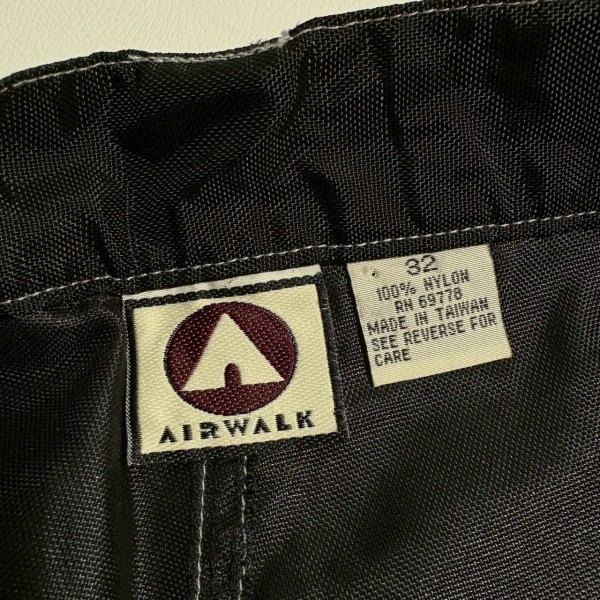 AIRWALK
32
100% NYLON
RN 69778
MADE IN TAIWAN
SEE REVERSE FOR
CARE